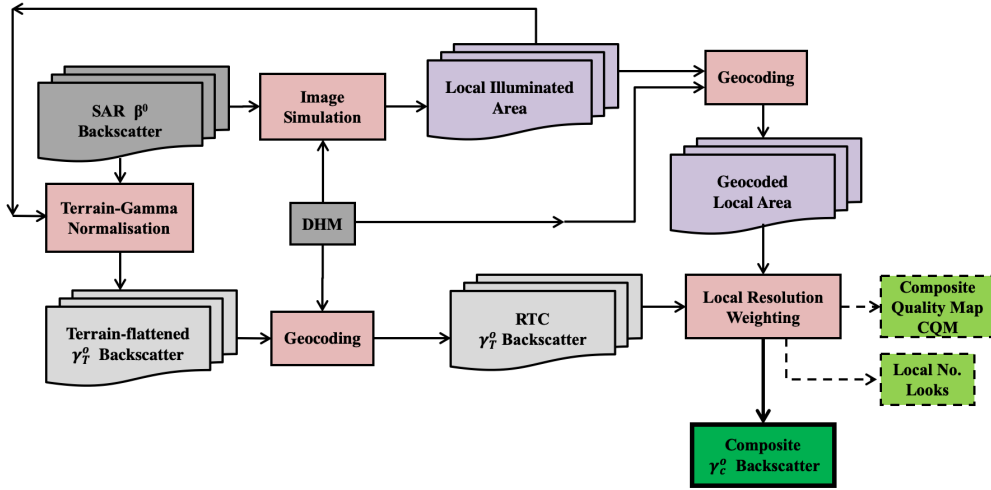 SAR β⁰
Backscatter
Image
Simulation
Local Illuminated
Area
Geocoding
Terrain-Gamma
Normalisation
DHM
Geocoded
Local Area
Terrain-flattened
γ_T^o Backscatter
Geocoding
RTC
γ_T^o Backscatter
Local Resolution
Weighting
Composite
Quality Map
CQM
Local No.
Looks
Composite
γ_c^o Backscatter